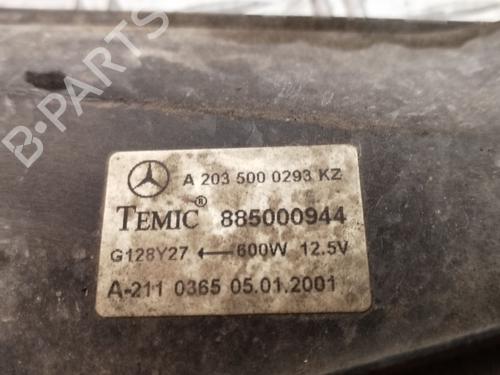 B-PARTS
A 203 500 0293 KZ
TEMIC® 885000944
G128Y27 ← 600W 12.5V
A-211 0365 05.01.2001